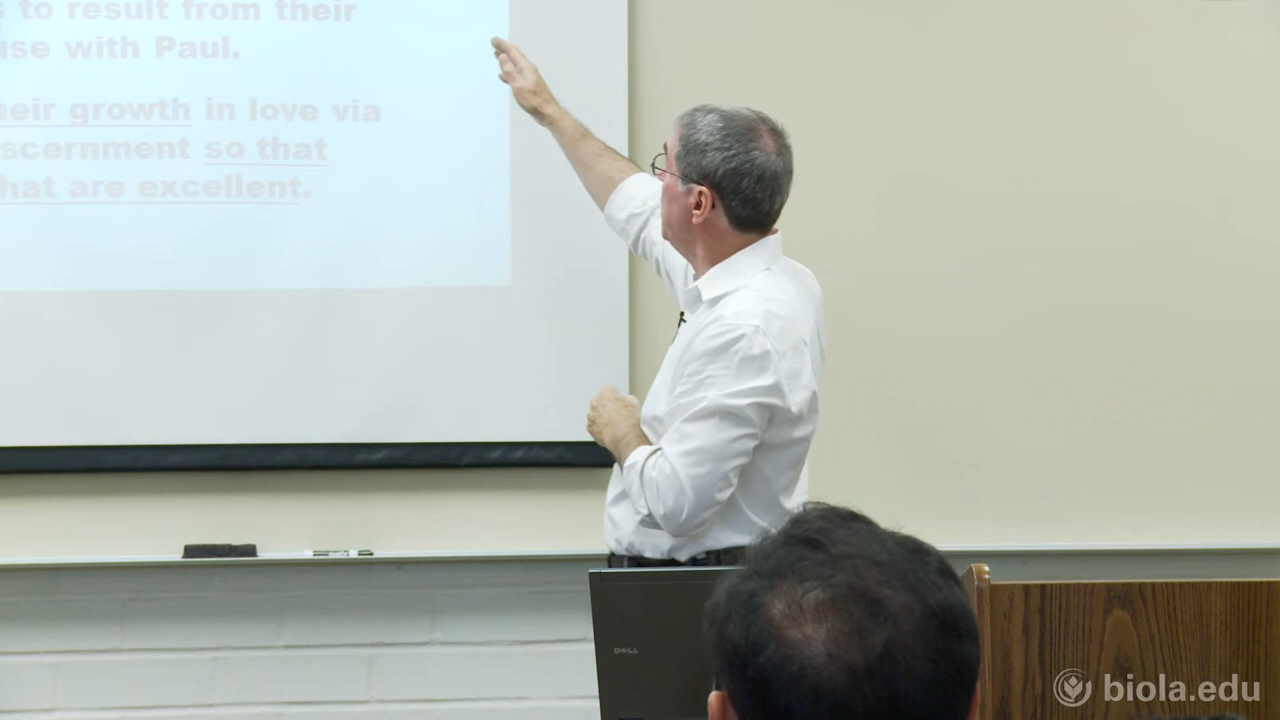 s to result from their
use with Paul.
heir growth in love via
scernment so that
hat are excellent.
DELL
biola.edu